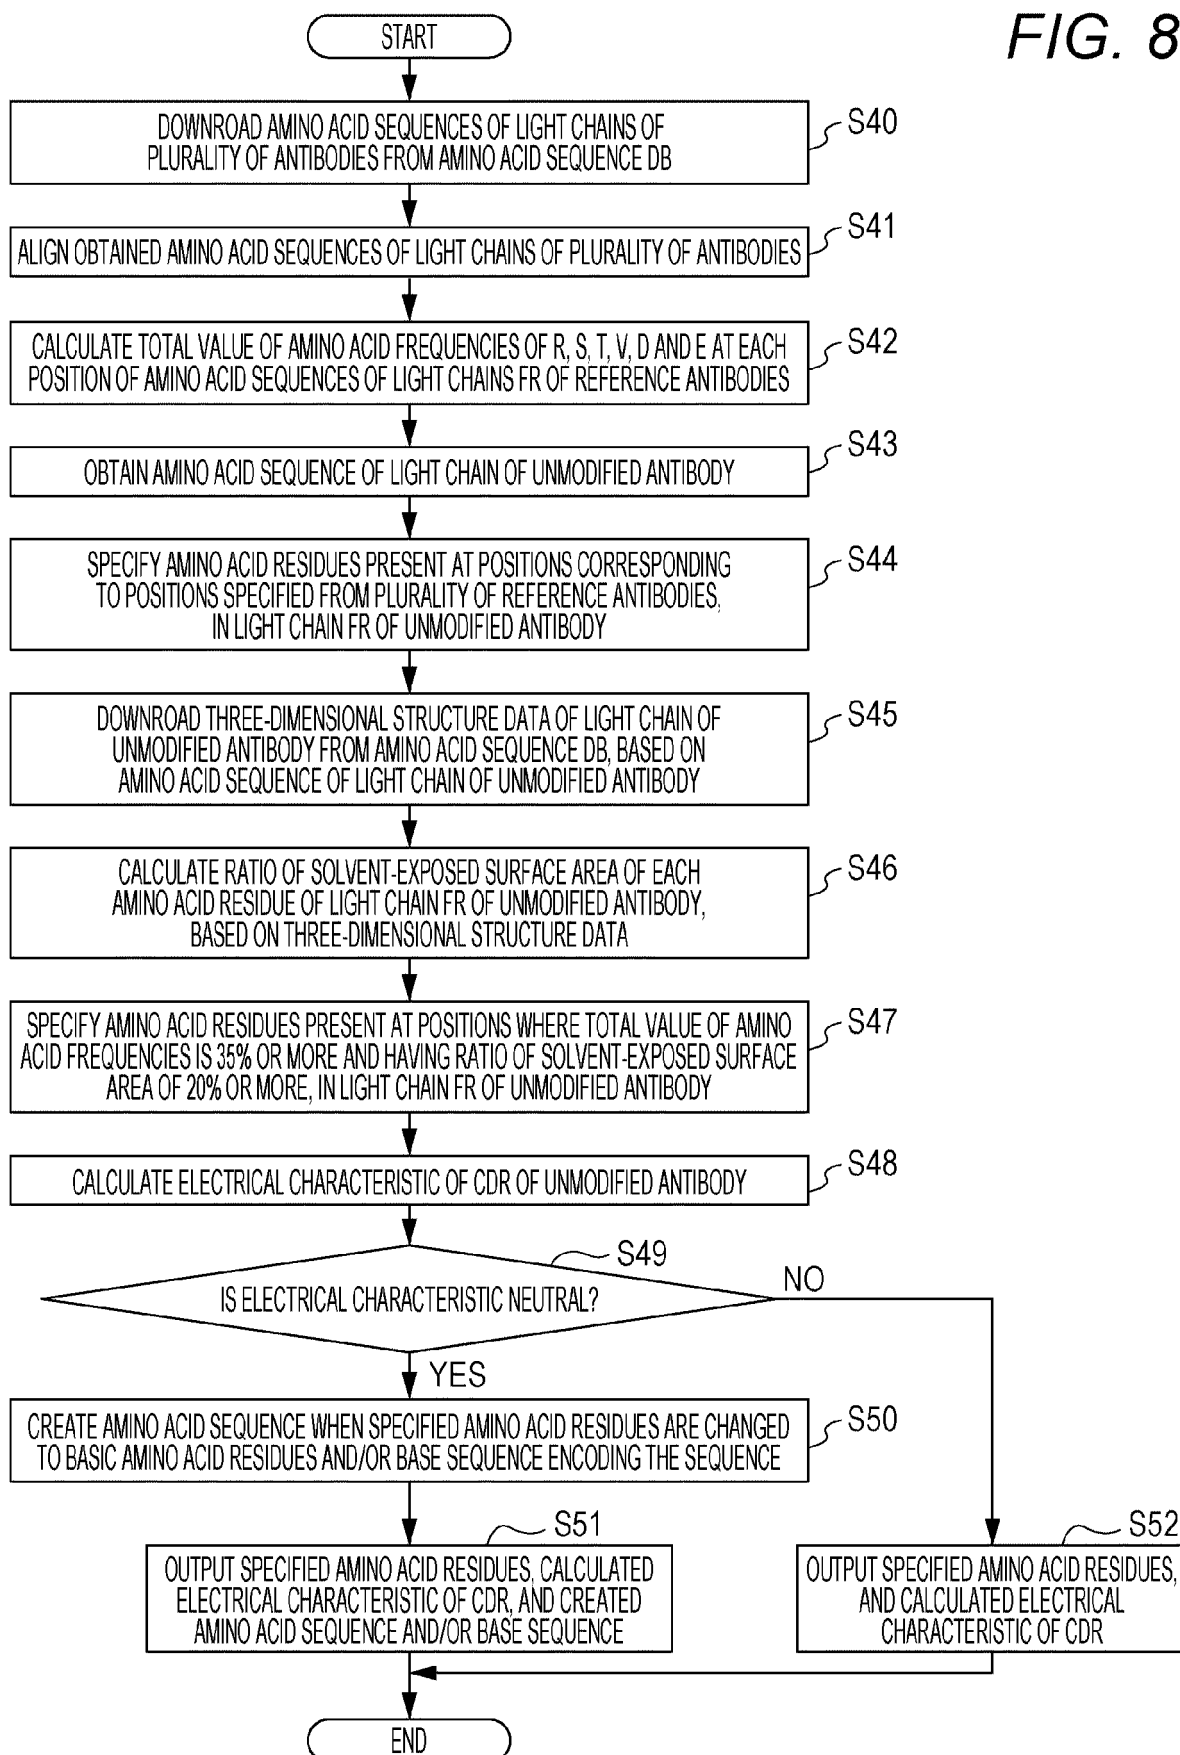 FIG. 8
START
DOWNROAD AMINO ACID SEQUENCES OF LIGHT CHAINS OF
PLURALITY OF ANTIBODIES FROM AMINO ACID SEQUENCE DB
S40
ALIGN OBTAINED AMINO ACID SEQUENCES OF LIGHT CHAINS OF PLURALITY OF ANTIBODIES
S41
CALCULATE TOTAL VALUE OF AMINO ACID FREQUENCIES OF R, S, T, V, D AND E AT EACH
POSITION OF AMINO ACID SEQUENCES OF LIGHT CHAINS FR OF REFERENCE ANTIBODIES
S42
OBTAIN AMINO ACID SEQUENCE OF LIGHT CHAIN OF UNMODIFIED ANTIBODY
S43
SPECIFY AMINO ACID RESIDUES PRESENT AT POSITIONS CORRESPONDING
TO POSITIONS SPECIFIED FROM PLURALITY OF REFERENCE ANTIBODIES,
IN LIGHT CHAIN FR OF UNMODIFIED ANTIBODY
S44
DOWNROAD THREE-DIMENSIONAL STRUCTURE DATA OF LIGHT CHAIN OF
UNMODIFIED ANTIBODY FROM AMINO ACID SEQUENCE DB, BASED ON
AMINO ACID SEQUENCE OF LIGHT CHAIN OF UNMODIFIED ANTIBODY
S45
CALCULATE RATIO OF SOLVENT-EXPOSED SURFACE AREA OF EACH
AMINO ACID RESIDUE OF LIGHT CHAIN FR OF UNMODIFIED ANTIBODY,
BASED ON THREE-DIMENSIONAL STRUCTURE DATA
S46
SPECIFY AMINO ACID RESIDUES PRESENT AT POSITIONS WHERE TOTAL VALUE OF AMINO
ACID FREQUENCIES IS 35% OR MORE AND HAVING RATIO OF SOLVENT-EXPOSED SURFACE
AREA OF 20% OR MORE, IN LIGHT CHAIN FR OF UNMODIFIED ANTIBODY
S47
CALCULATE ELECTRICAL CHARACTERISTIC OF CDR OF UNMODIFIED ANTIBODY
S48
S49
IS ELECTRICAL CHARACTERISTIC NEUTRAL?
NO
YES
CREATE AMINO ACID SEQUENCE WHEN SPECIFIED AMINO ACID RESIDUES ARE CHANGED
TO BASIC AMINO ACID RESIDUES AND/OR BASE SEQUENCE ENCODING THE SEQUENCE
S50
S51
OUTPUT SPECIFIED AMINO ACID RESIDUES, CALCULATED
ELECTRICAL CHARACTERISTIC OF CDR, AND CREATED
AMINO ACID SEQUENCE AND/OR BASE SEQUENCE
S52
OUTPUT SPECIFIED AMINO ACID RESIDUES,
AND CALCULATED ELECTRICAL
CHARACTERISTIC OF CDR
END